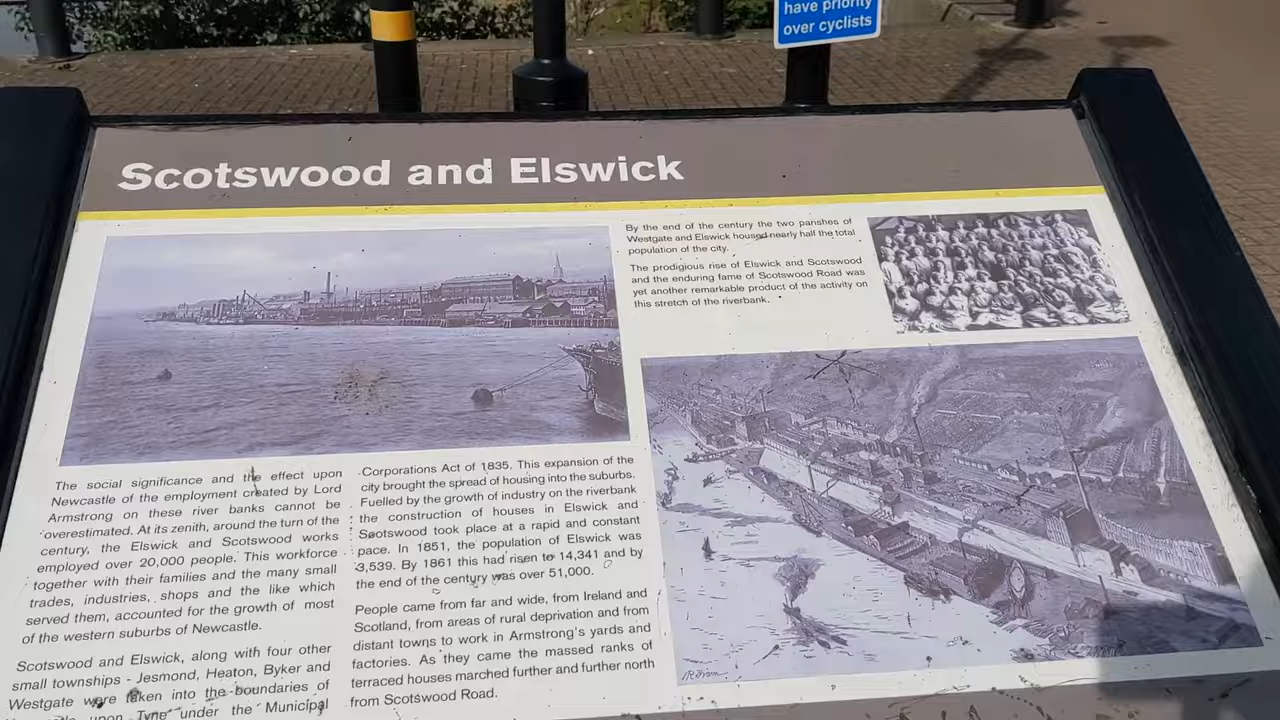 have priority
over cyclists
Scotswood and Elswick
The social significance and the effect upon
Newcastle of the employment created by Lord
Armstrong on these river banks cannot be
overestimated. At its zenith, around the turn of the
century, the Elswick and Scotswood works
employed over 20,000 people. This workforce
together with their families and the many small
trades, industries, shops and the like which
served them, accounted for the growth of most
of the western suburbs of Newcastle.
Scotswood and Elswick, along with four other
small townships - Jesmond, Heaton, Byker and
Westgate were taken into the boundaries of
upon Tyne under the Municipal
Corporations Act of 1835. This expansion of the
city brought the spread of housing into the suburbs.
Fuelled by the growth of industry on the riverbank
the construction of houses in Elswick and
Scotswood took place at a rapid and constant
pace. In 1851, the population of Elswick was
3,539. By 1861 this had risen to 14,341 and by
the end of the century was over 51,000.
People came from far and wide, from Ireland and
Scotland, from areas of rural deprivation and from
distant towns to work in Armstrong's yards and
factories. As they came the massed ranks of
terraced houses marched further and further north
from Scotswood Road.
By the end of the century the two parishes of
Westgate and Elswick housed nearly half the total
population of the city.
The prodigious rise of Elswick and Scotswood
and the enduring fame of Scotswood Road was
yet another remarkable product of the activity on
this stretch of the riverbank.